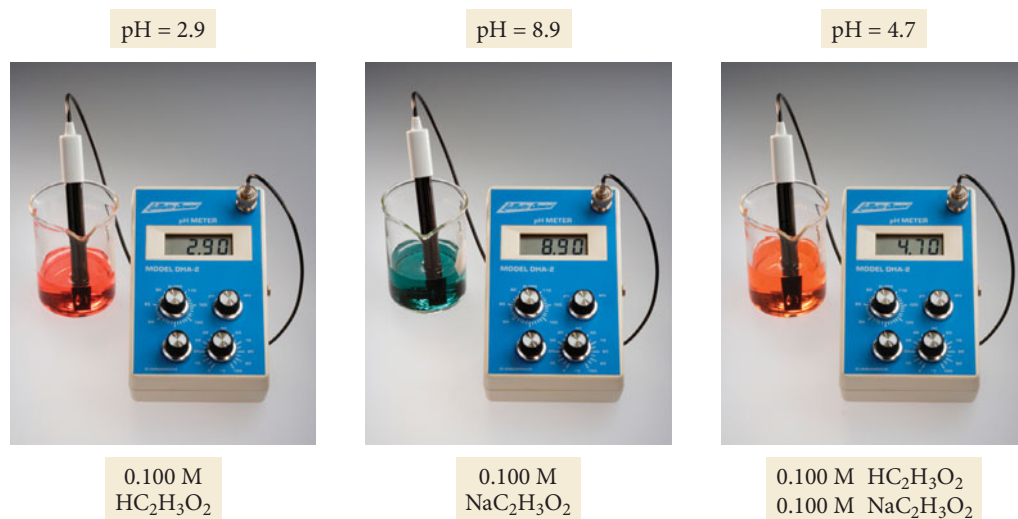 pH = 2.9
pH = 8.9
pH = 4.7
pH METER
2.90
MODEL DHA-2
pH METER
8.90
MODEL DHA-2
pH METER
4.70
MODEL DHA-2
0.100 M
HC₂H₃O₂
0.100 M
NaC₂H₃O₂
0.100 M HC₂H₃O₂
0.100 M NaC₂H₃O₂